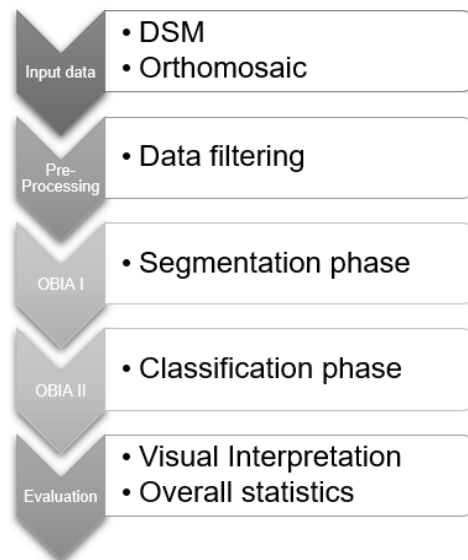 Input data
• DSM
• Orthomosaic
Pre-
Processing
• Data filtering
OBIA I
• Segmentation phase
OBIA II
• Classification phase
Evaluation
• Visual Interpretation
• Overall statistics